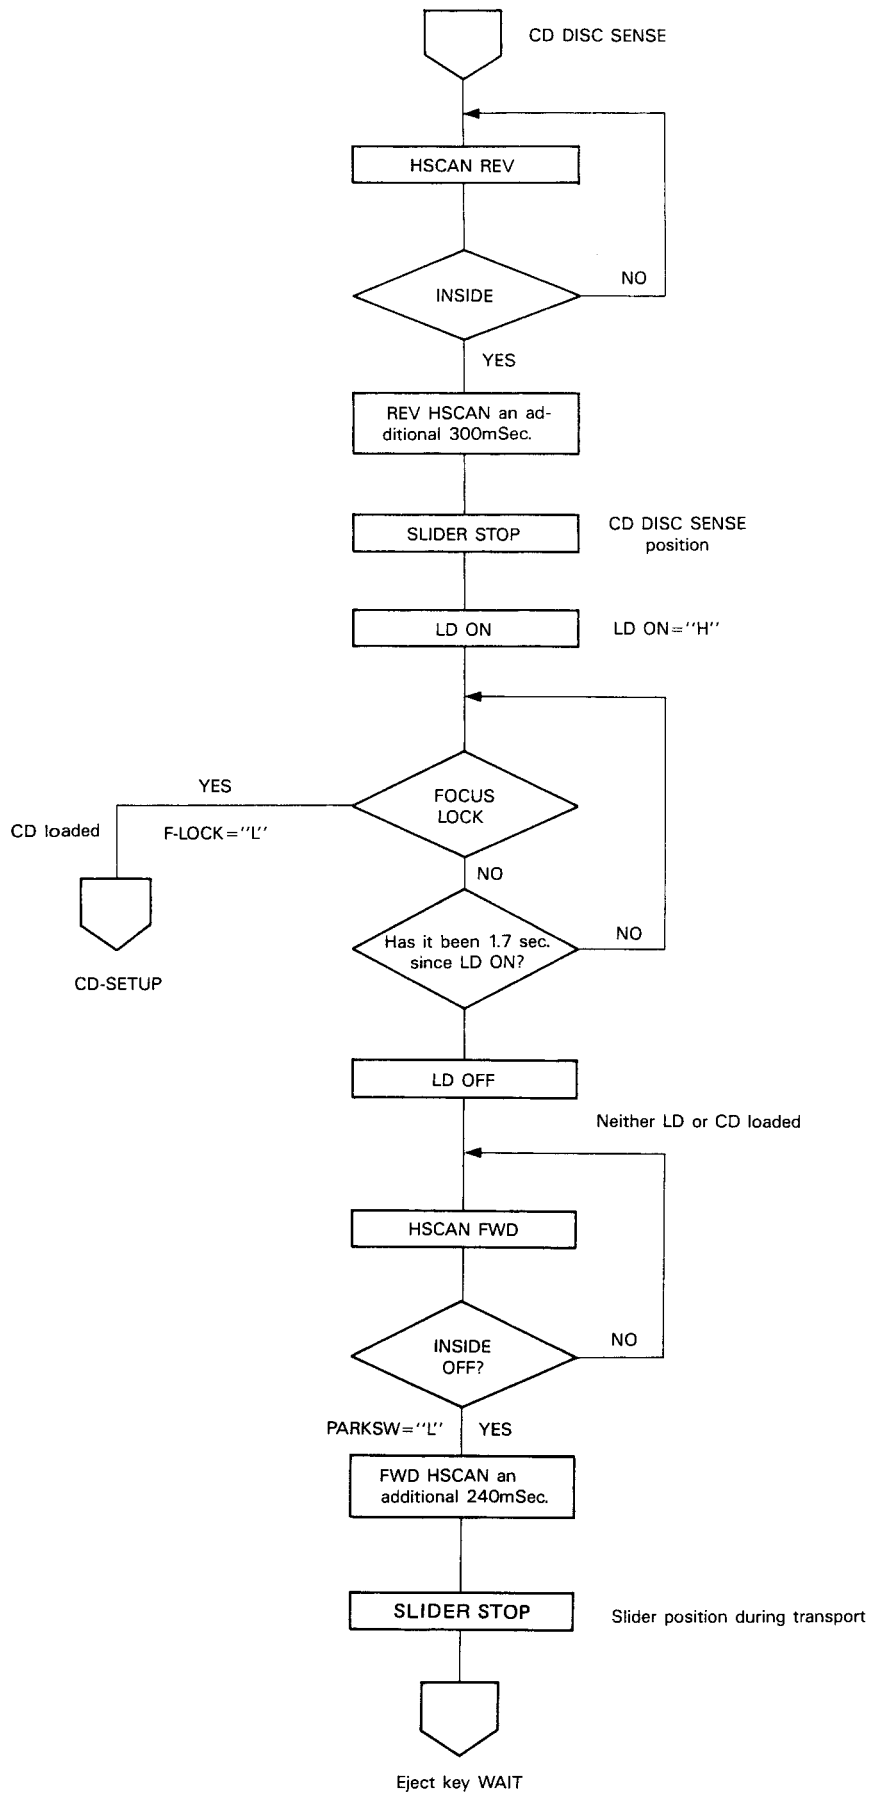 CD DISC SENSE
HSCAN REV
NO
INSIDE
YES
REV HSCAN an ad-
ditional 300mSec.
SLIDER STOP
CD DISC SENSE
position
LD ON
LD ON="H"
YES
FOCUS
LOCK
CD loaded
F-LOCK="L"
NO
Has it been 1.7 sec.
since LD ON?
NO
CD-SETUP
LD OFF
Neither LD or CD loaded
HSCAN FWD
INSIDE
OFF?
NO
PARKSW="L"
YES
FWD HSCAN an
additional 240mSec.
SLIDER STOP
Slider position during transport
Eject key WAIT